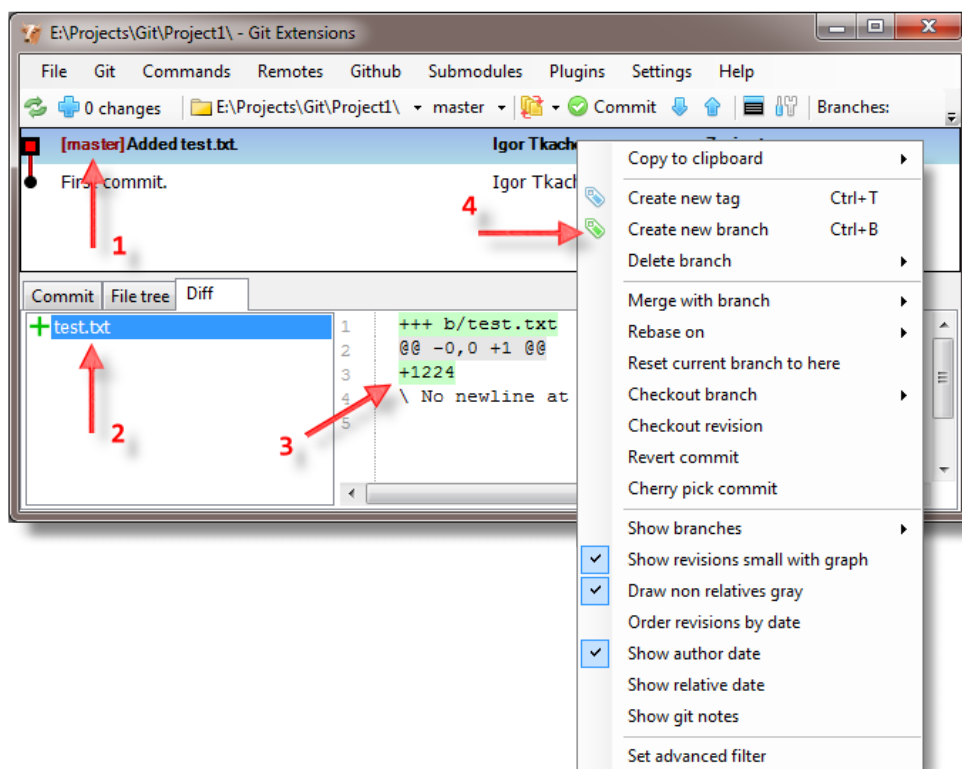 E:\Projects\Git\Project1\ - Git Extensions
File Git Commands Remotes Github Submodules Plugins Settings Help
0 changes E:\Projects\Git\Project1\ master Commit Branches:
[master] Added test.txt. Igor
First commit. Igor
1
4
Copy to clipboard
Create new tag Ctrl+T
Create new branch Ctrl+B
Delete branch
Merge with branch
Rebase on
Reset current branch to here
Checkout branch
Checkout revision
Revert commit
Cherry pick commit
Show branches
Show revisions small with graph
Draw non relatives gray
Order revisions by date
Show author date
Show relative date
Show git notes
Set advanced filter
Commit File tree Diff
test.txt
2
1 +++ b/test.txt
2 @@ -0,0 +1 @@
3 +1224
4 \ No newline at
5
3